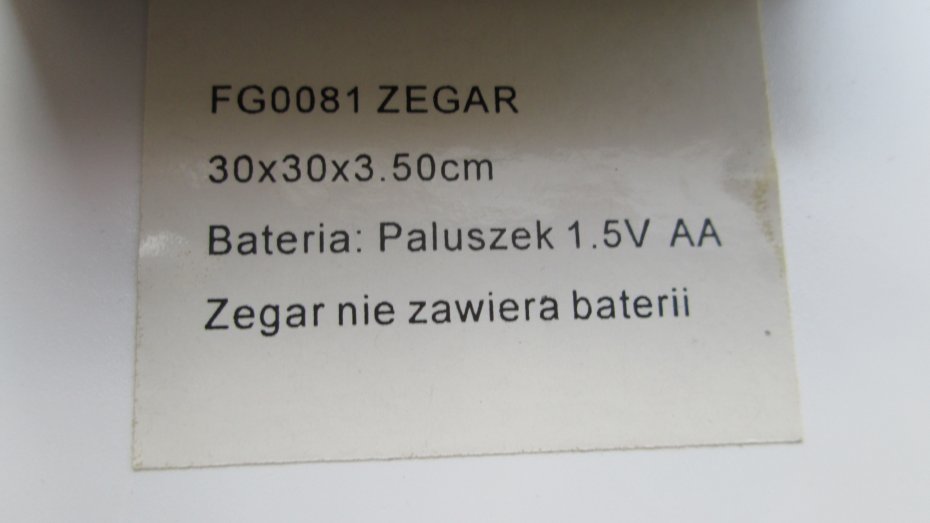 FG0081 ZEGAR
30x30x3.50cm
Bateria: Paluszek 1.5V AA
Zegar nie zawiera baterii